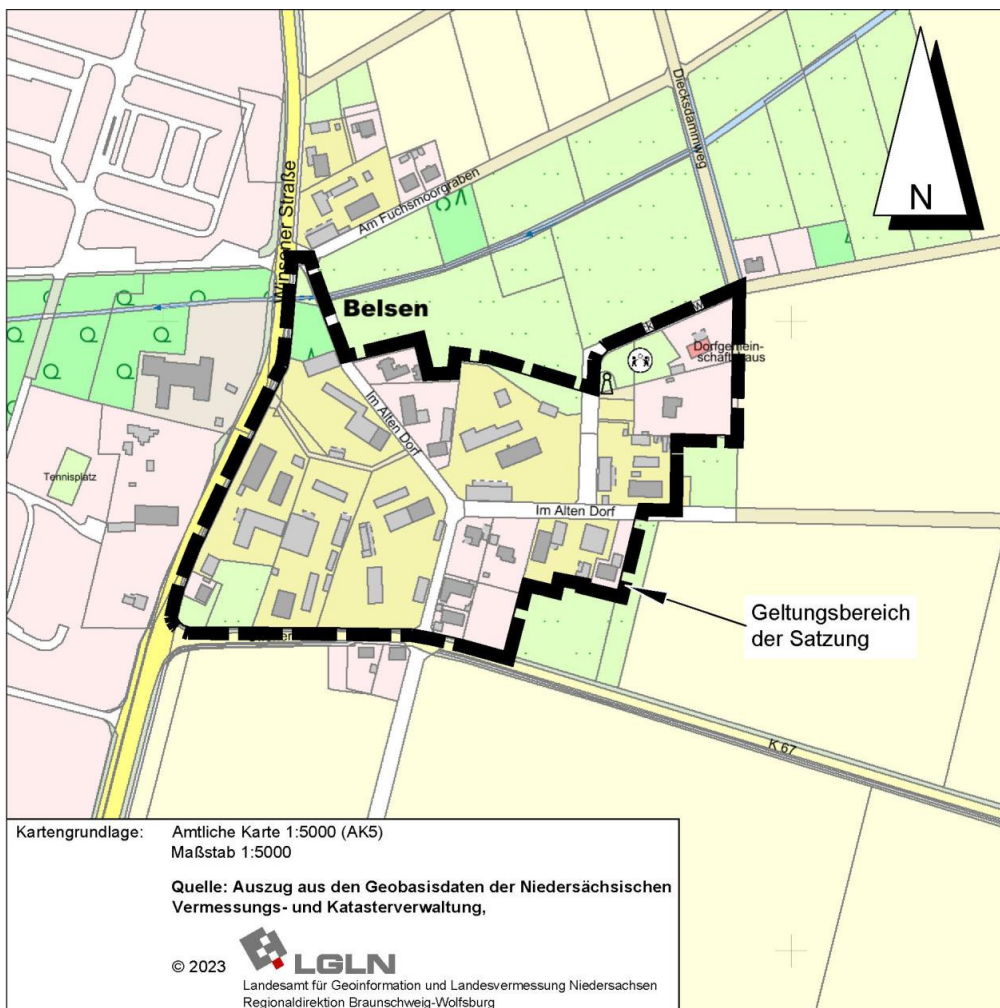 Diecksdammweg
N
Winsener Straße
Am Fuchsmoorgraben
Belsen
Dorfgemein-
schaftshaus
Im Alten Dorf
Tennisplatz
Im Alten Dorf
Geltungsbereich
der Satzung
K 67
Kartengrundlage: Amtliche Karte 1:5000 (AK5)
Maßstab 1:5000
Quelle: Auszug aus den Geobasisdaten der Niedersächsischen
Vermessungs- und Katasterverwaltung,
© 2023 LGLN
Landesamt für Geoinformation und Landesvermessung Niedersachsen
Regionaldirektion Braunschweig-Wolfsburg